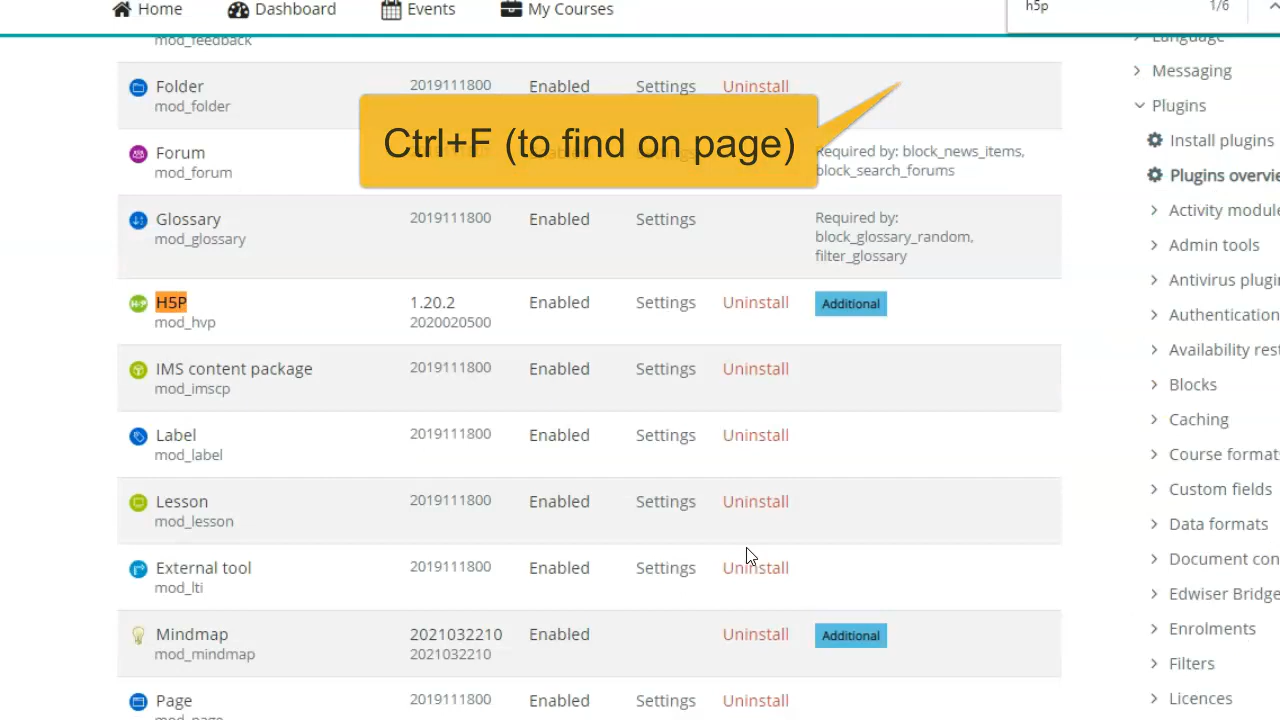 Home
Dashboard
Events
My Courses
h5p
1/6
mod_feedback
Folder
mod_folder
2019111800
Enabled
Settings
Uninstall
Ctrl+F (to find on page)
Forum
mod_forum
Required by: block_news_items,
block_search_forums
Glossary
mod_glossary
2019111800
Enabled
Settings
Required by:
block_glossary_random,
filter_glossary
H5P
mod_hvp
1.20.2
2020020500
Enabled
Settings
Uninstall
Additional
IMS content package
mod_imscp
2019111800
Enabled
Settings
Uninstall
Label
mod_label
2019111800
Enabled
Settings
Uninstall
Lesson
mod_lesson
2019111800
Enabled
Settings
Uninstall
External tool
mod_lti
2019111800
Enabled
Settings
Uninstall
Mindmap
mod_mindmap
2021032210
2021032210
Enabled
Uninstall
Additional
Page
mod_page
2019111800
Enabled
Settings
Uninstall
Language
Messaging
Plugins
Install plugins
Plugins overvie
Activity module
Admin tools
Antivirus plugin
Authentication
Availability rest
Blocks
Caching
Course formats
Custom fields
Data formats
Document con
Edwiser Bridge
Enrolments
Filters
Licences